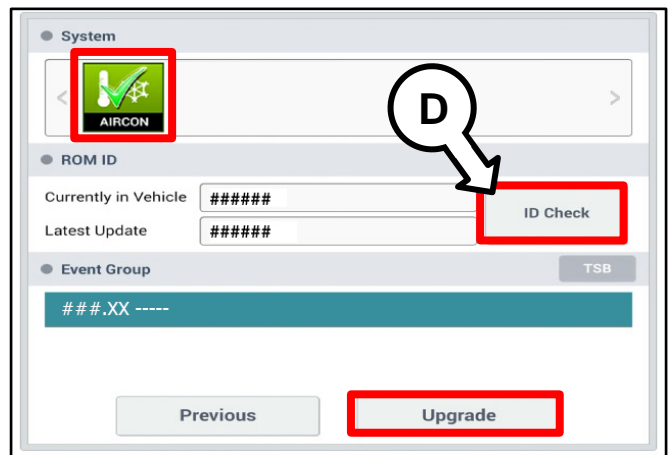 System
AIRCON
D
ROM ID
Currently in Vehicle ######
ID Check
Latest Update ######
Event Group TSB
###.XX -----
Previous Upgrade